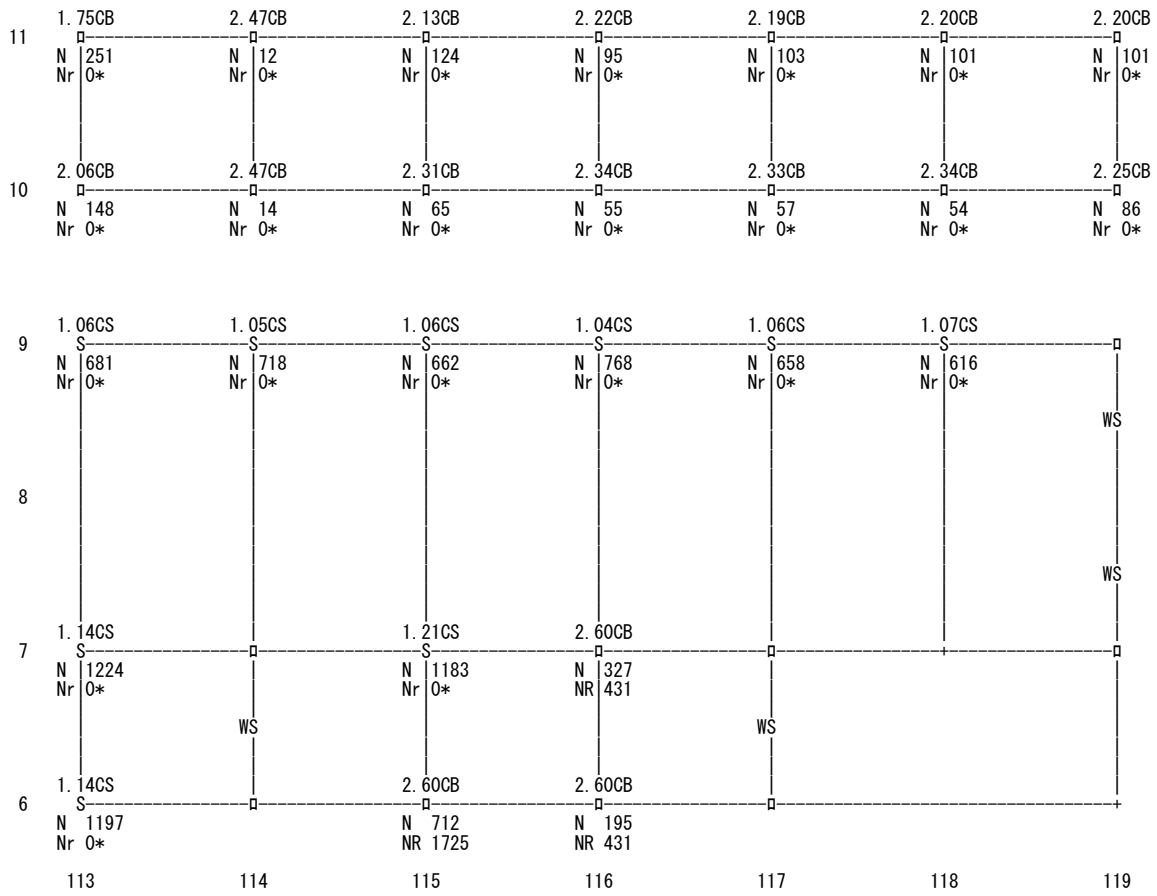 1.75CB 2.47CB 2.13CB 2.22CB 2.19CB 2.20CB 2.20CB
11
N 251 N 12 N 124 N 95 N 103 N 101 N 101
Nr 0* Nr 0* Nr 0* Nr 0* Nr 0* Nr 0* Nr 0*
2.06CB 2.47CB 2.31CB 2.34CB 2.33CB 2.34CB 2.25CB
10
N 148 N 14 N 65 N 55 N 57 N 54 N 86
Nr 0* Nr 0* Nr 0* Nr 0* Nr 0* Nr 0* Nr 0*
1.06CS 1.05CS 1.06CS 1.04CS 1.06CS 1.07CS
9 S S S S S S
N 681 N 718 N 662 N 768 N 658 N 616
Nr 0* Nr 0* Nr 0* Nr 0* Nr 0* Nr 0*
WS
8
WS
1.14CS 1.21CS 2.60CB
7 S S
N 1224 N 1183 N 327
Nr 0* Nr 0* NR 431
WS WS
1.14CS 2.60CB 2.60CB
6 S
N 1197 N 712 N 195
Nr 0* NR 1725 NR 431
113 114 115 116 117 118 119